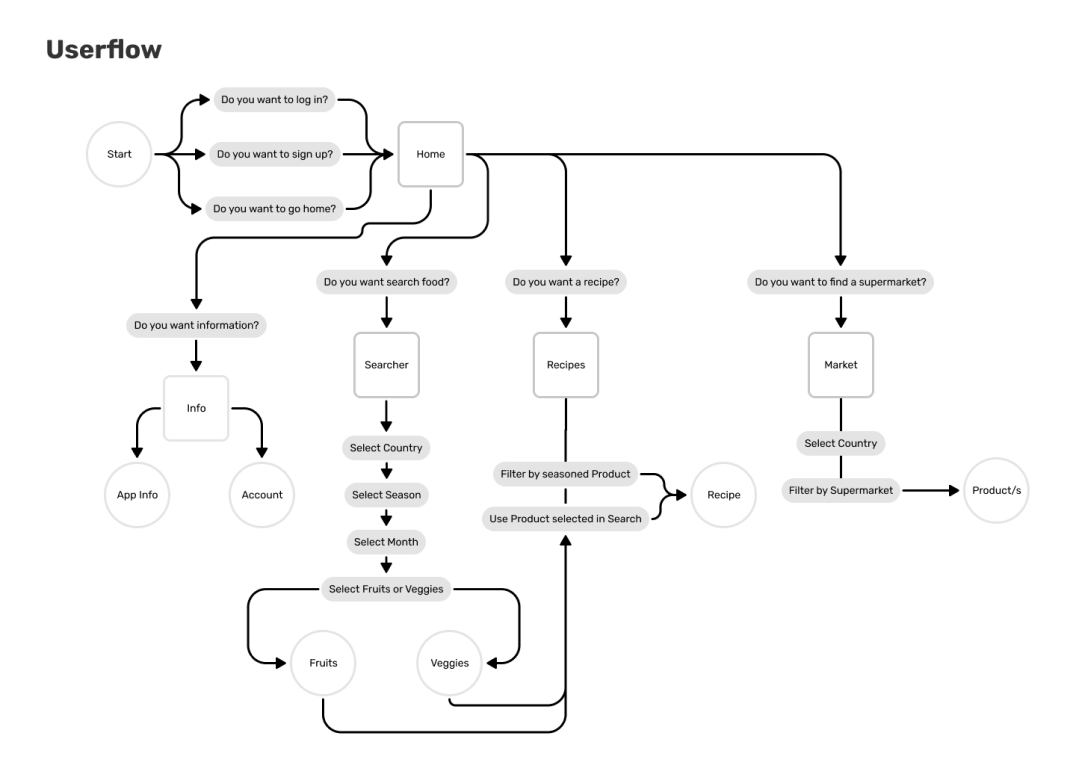 Userflow
Do you want to log in?
Start
Do you want to sign up?
Home
Do you want to go home?
Do you want search food?
Do you want a recipe?
Do you want to find a supermarket?
Do you want information?
Searcher
Recipes
Market
Info
Select Country
Select Country
Filter by seasoned Product
App Info
Account
Select Season
Recipe
Filter by Supermarket
Product/s
Use Product selected in Search
Select Month
Select Fruits or Veggies
Fruits
Veggies